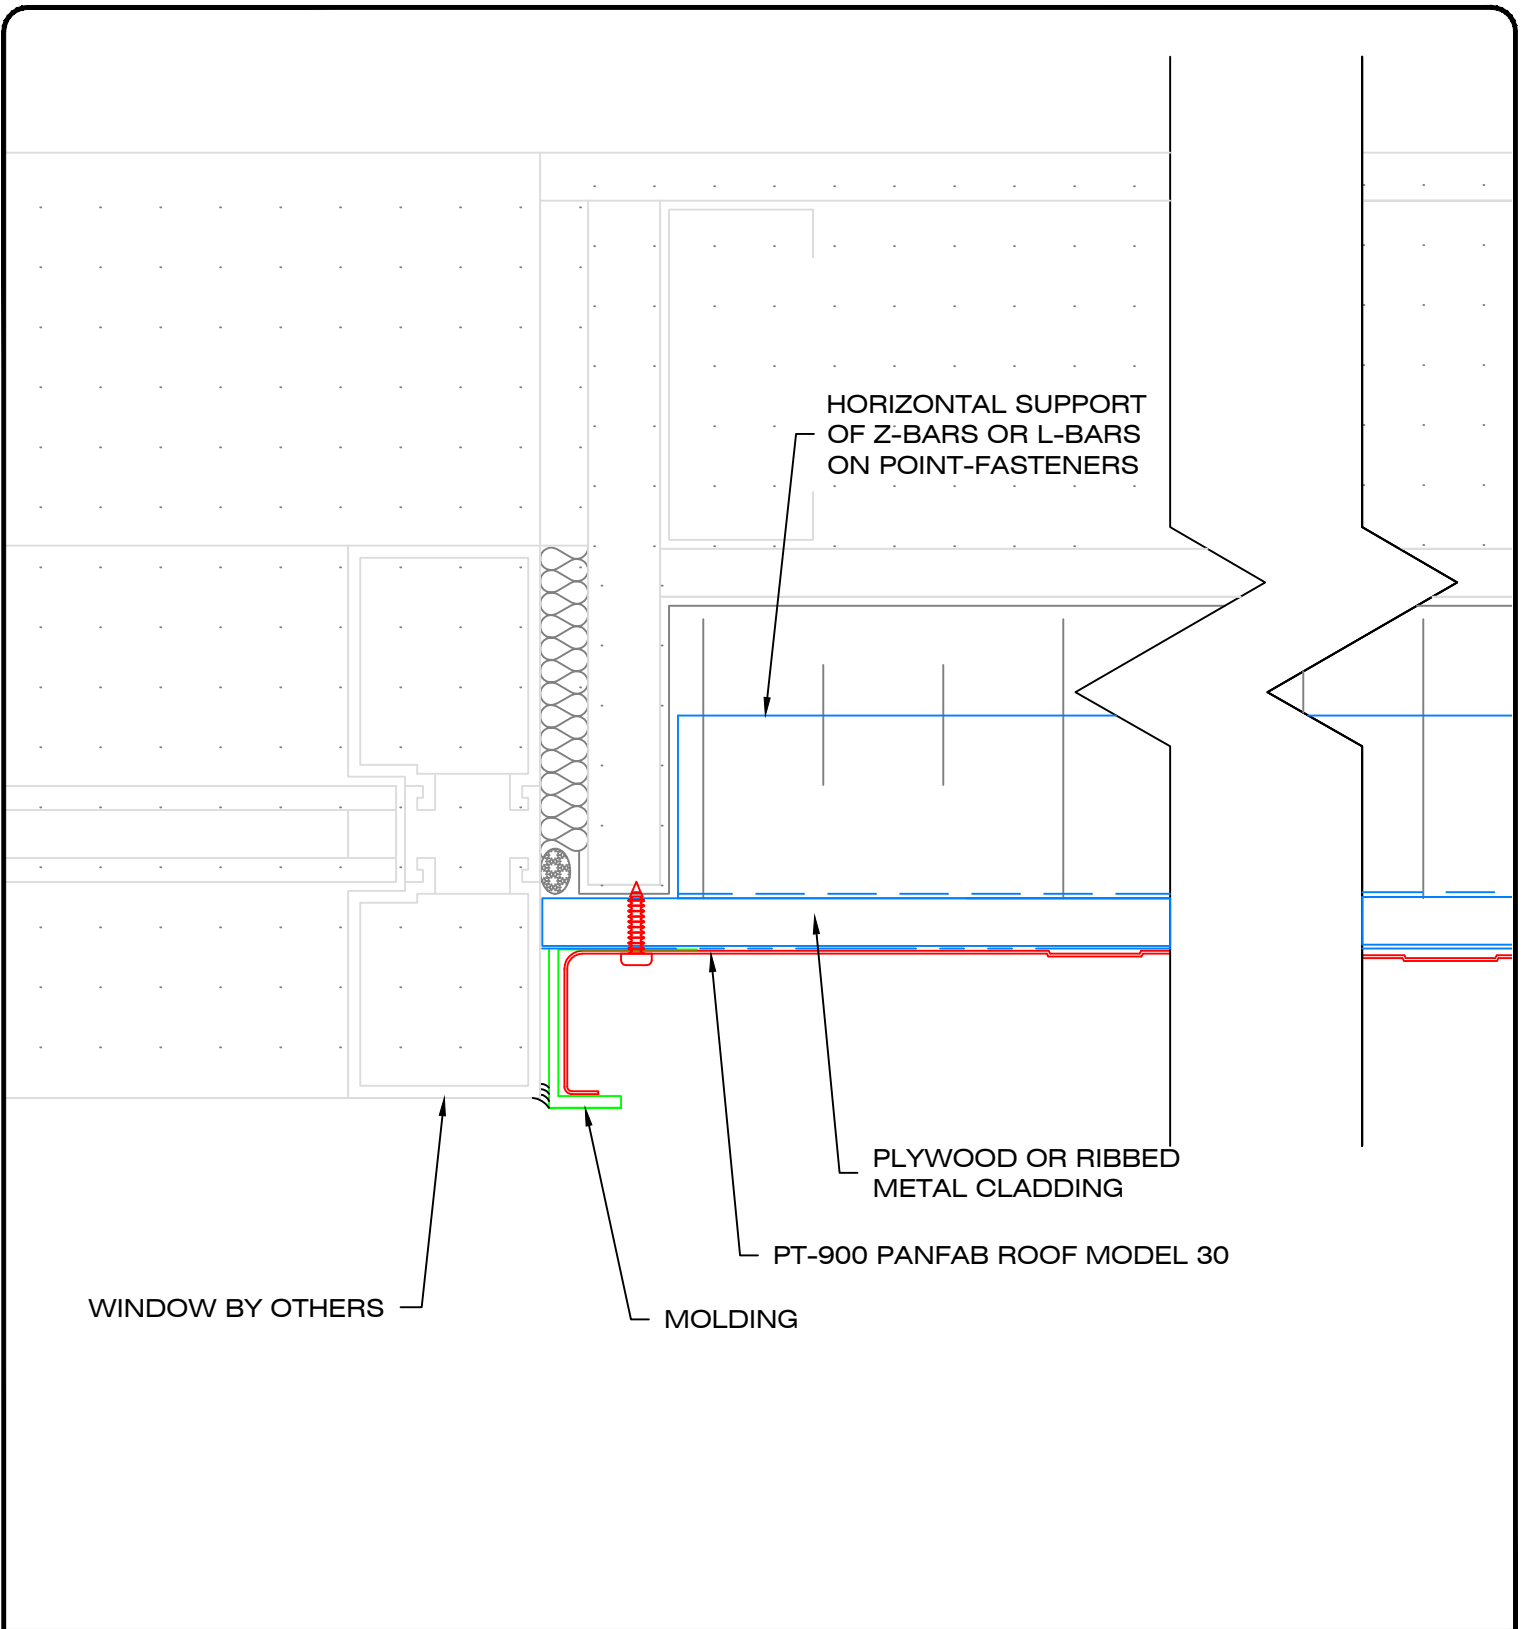 HORIZONTAL SUPPORT
OF Z-BARS OR L-BARS
ON POINT-FASTENERS
PLYWOOD OR RIBBED
METAL CLADDING
PT-900 PANFAB ROOF MODEL 30
WINDOW BY OTHERS
MOLDING